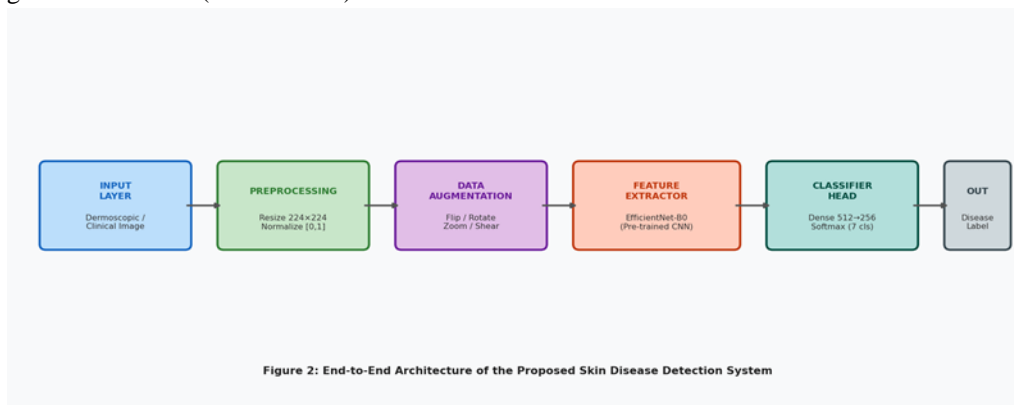 INPUT
LAYER
Dermoscopic /
Clinical Image
PREPROCESSING
Resize 224×224
Normalize [0,1]
DATA
AUGMENTATION
Flip / Rotate
Zoom / Shear
FEATURE
EXTRACTOR
EfficientNet-B0
(Pre-trained CNN)
CLASSIFIER
HEAD
Dense 512→256
Softmax (7 cls)
OUT
Disease
Label
Figure 2: End-to-End Architecture of the Proposed Skin Disease Detection System